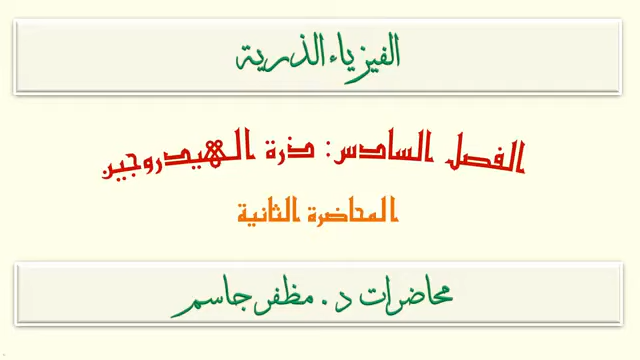 الفيزياء الذرية
الفصل السادس: ذرة الهيدروجين
المحاضرة الثانية
محاضرات د. مظفر جاسم